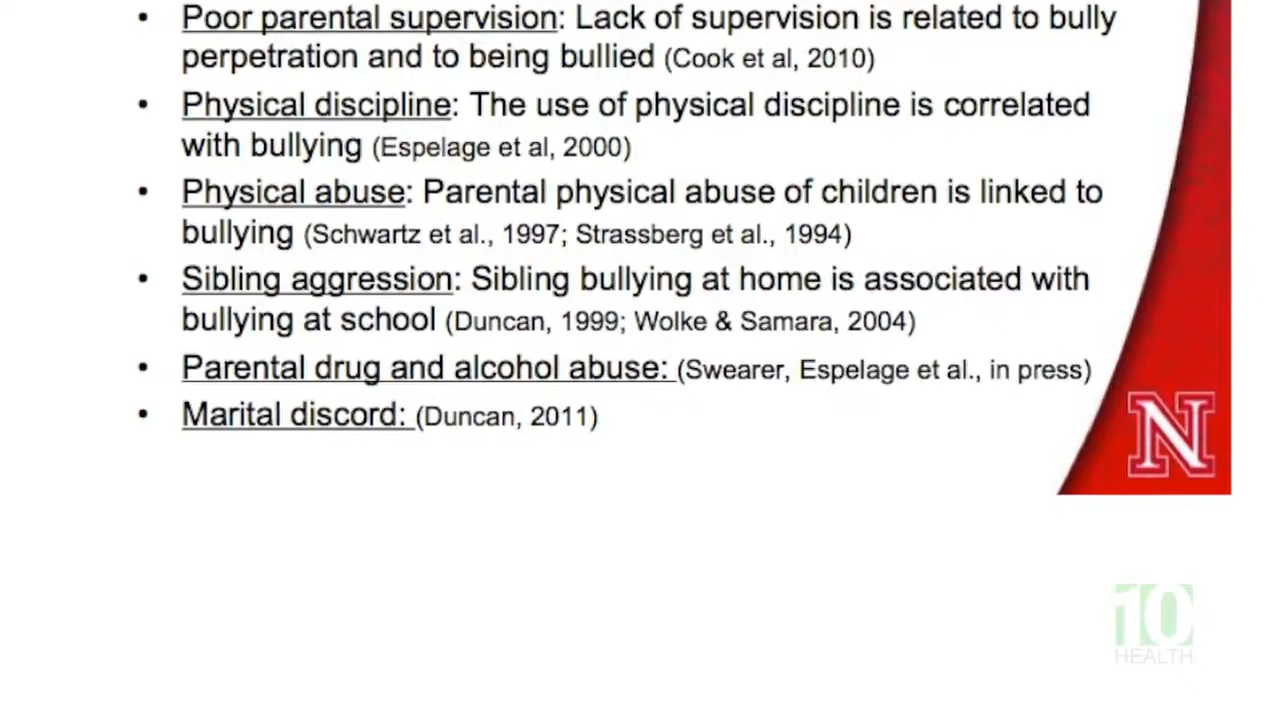 • Poor parental supervision: Lack of supervision is related to bully
perpetration and to being bullied (Cook et al, 2010)
• Physical discipline: The use of physical discipline is correlated
with bullying (Espelage et al, 2000)
• Physical abuse: Parental physical abuse of children is linked to
bullying (Schwartz et al., 1997; Strassberg et al., 1994)
• Sibling aggression: Sibling bullying at home is associated with
bullying at school (Duncan, 1999; Wolke & Samara, 2004)
• Parental drug and alcohol abuse: (Swearer, Espelage et al., in press)
• Marital discord: (Duncan, 2011)
N
10
HEALTH